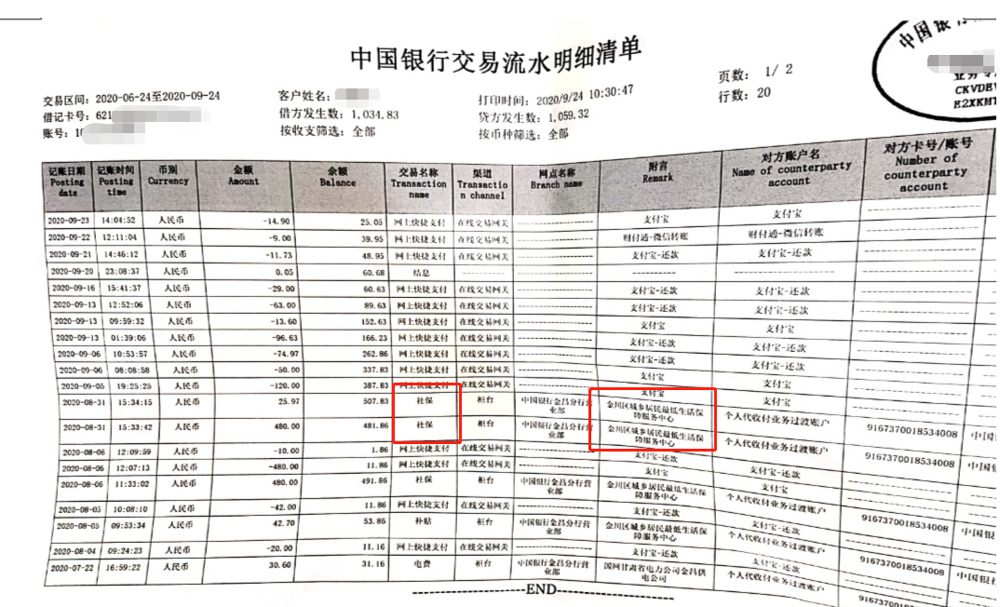 中国银行交易流水明细清单
中国银行
业务专
CKVDBV
E2XKMT
交易区间: 2020-06-24至2020-09-24 客户姓名: 打印时间: 2020/9/24 10:30:47 页数: 1/ 2
借记卡号: 621 借方发生数: 1,034.83 贷方发生数: 1,059.32 行数: 20
账号: 10 按收支筛选: 全部 按币种筛选: 全部
记账日期 记账时间 币别 金额 余额 交易名称 渠道 网点名称 附言 对方账户名 对方卡号/账号
Posting date Posting time Currency Amount Balance Transaction name Transaction channel Branch name Remark Name of counterparty account Number of counterparty account
2020-09-23 14:04:52 人民币 -14.90 25.05 网上快捷支付 在线交易网关 ------------------- 支付宝 支付宝
2020-09-22 12:11:04 人民币 -9.00 39.95 网上快捷支付 在线交易网关 ------------------- 财付通-微信转账 财付通-微信转账
2020-09-21 14:46:12 人民币 -11.73 48.95 网上快捷支付 在线交易网关 ------------------- 支付宝-还款 支付宝-还款
2020-09-20 23:08:37 人民币 0.05 60.68 结息
2020-09-16 15:41:37 人民币 -29.00 60.63 网上快捷支付 在线交易网关 ------------------- 支付宝-还款 支付宝-还款
2020-09-13 12:52:06 人民币 -63.00 89.63 网上快捷支付 在线交易网关 ------------------- 支付宝-还款 支付宝-还款
2020-09-13 09:59:32 人民币 -13.60 152.63 网上快捷支付 在线交易网关 ------------------- 支付宝 支付宝
2020-09-13 01:39:06 人民币 -96.63 166.23 网上快捷支付 在线交易网关 ------------------- 支付宝-还款 支付宝-还款
2020-09-06 10:53:57 人民币 -74.97 262.86 网上快捷支付 在线交易网关 ------------------- 支付宝-还款 支付宝-还款
2020-09-06 08:08:58 人民币 -50.00 337.83 网上快捷支付 在线交易网关 ------------------- 支付宝 支付宝
2020-09-05 19:25:25 人民币 -120.00 387.83 网上快捷支付 在线交易网关 ------------------- 支付宝 支付宝
2020-08-31 15:34:15 人民币 25.97 507.83 社保 柜台 中国银行金昌分行营业部 金川区城乡居民最低生活保障服务中心 个人代收付业务过渡账户 9167370018534008 中国
2020-08-31 15:33:42 人民币 480.00 481.86 社保 柜台 中国银行金昌分行营业部 金川区城乡居民最低生活保障服务中心 个人代收付业务过渡账户 9167370018534008 中国
2020-08-06 12:09:59 人民币 -10.00 1.86 网上快捷支付 在线交易网关 ------------------- 支付宝-还款 支付宝-还款
2020-08-06 12:07:13 人民币 -480.00 11.86 网上快捷支付 在线交易网关 ------------------- 支付宝 支付宝
2020-08-06 11:33:02 人民币 480.00 491.86 社保 柜台 中国银行金昌分行营业部 金川区城乡居民最低生活保障服务中心 个人代收付业务过渡账户 9167370018534008 中国
2020-08-05 10:08:10 人民币 -42.00 11.86 网上快捷支付 在线交易网关 ------------------- 支付宝-还款 支付宝-还款
2020-08-05 09:53:34 人民币 42.70 53.86 补贴 柜台 中国银行金昌分行营业部 金川区城乡居民最低生活保障服务中心 个人代收付业务过渡账户 9167370018534008 中国
2020-08-04 09:24:23 人民币 -20.00 11.16 网上快捷支付 在线交易网关 ------------------- 支付宝-还款 支付宝-还款
2020-07-22 16:59:22 人民币 30.60 31.16 电费 柜台 中国银行金昌分行营业部 国网甘肃省电力公司金昌供电公司 个人代收付业务过渡账户
--------------------END--------------------